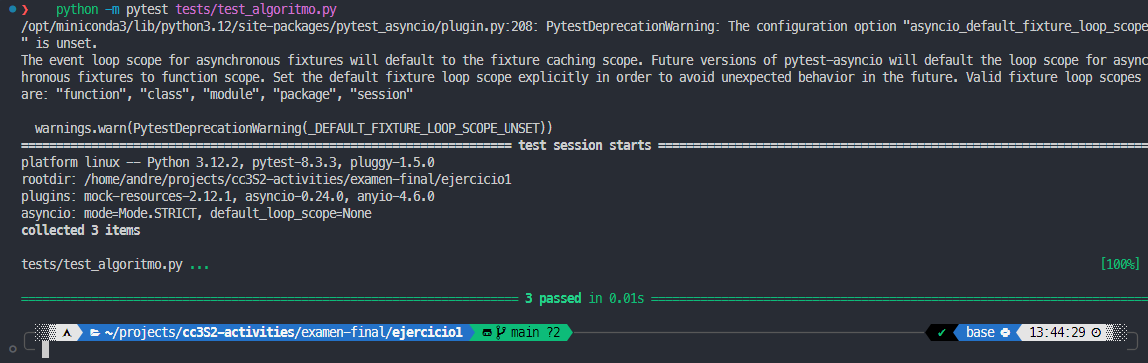 ❯ python -m pytest tests/test_algoritmo.py
/opt/miniconda3/lib/python3.12/site-packages/pytest_asyncio/plugin.py:208: PytestDeprecationWarning: The configuration option "asyncio_default_fixture_loop_scope
" is unset.
The event loop scope for asynchronous fixtures will default to the fixture caching scope. Future versions of pytest-asyncio will default the loop scope for async
hronous fixtures to function scope. Set the default fixture loop scope explicitly in order to avoid unexpected behavior in the future. Valid fixture loop scopes
are: "function", "class", "module", "package", "session"
warnings.warn(PytestDeprecationWarning(_DEFAULT_FIXTURE_LOOP_SCOPE_UNSET))
test session starts
platform linux -- Python 3.12.2, pytest-8.3.3, pluggy-1.5.0
rootdir: /home/andre/projects/cc3S2-activities/examen-final/ejercicio1
plugins: mock-resources-2.12.1, asyncio-0.24.0, anyio-4.6.0
asyncio: mode=Mode.STRICT, default_loop_scope=None
collected 3 items
tests/test_algoritmo.py ... [100%]
3 passed in 0.01s
~/projects/cc3S2-activities/examen-final/ejercicio1 main ?2 ✔ base 13:44:29